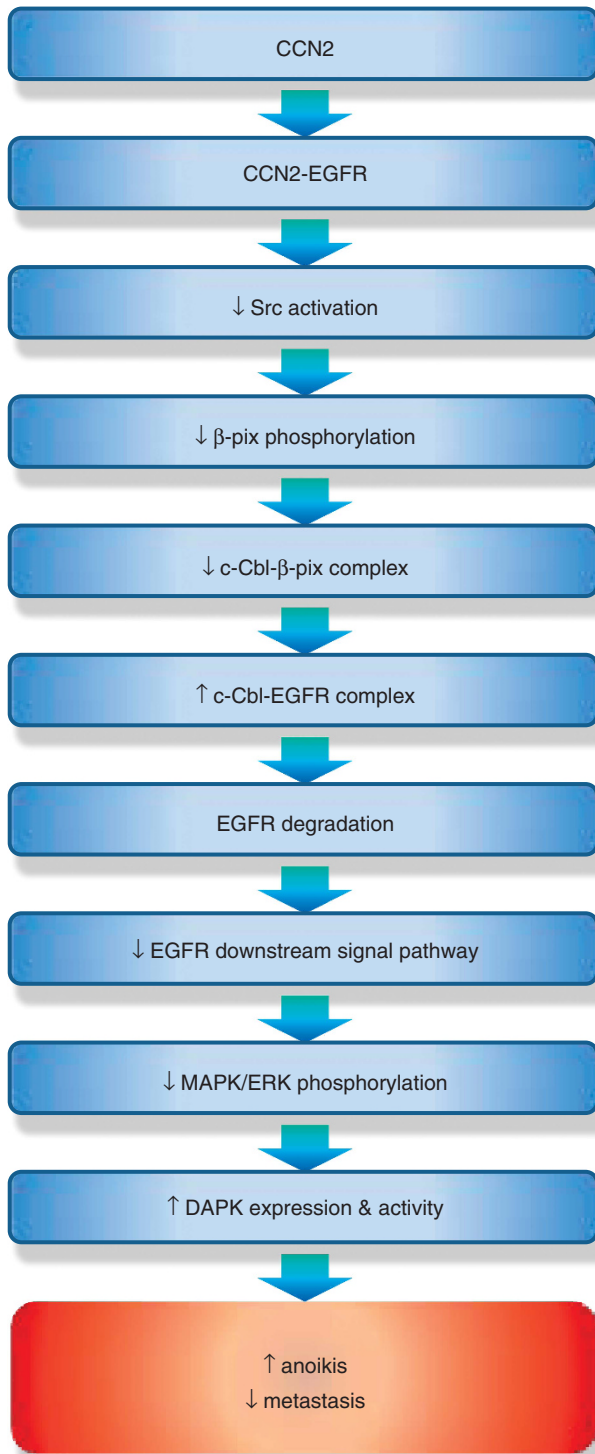 CCN2
CCN2-EGFR
↓ Src activation
↓ β-pix phosphorylation
↓ c-Cbl-β-pix complex
↑ c-Cbl-EGFR complex
EGFR degradation
↓ EGFR downstream signal pathway
↓ MAPK/ERK phosphorylation
↑ DAPK expression & activity
↑ anoikis
↓ metastasis